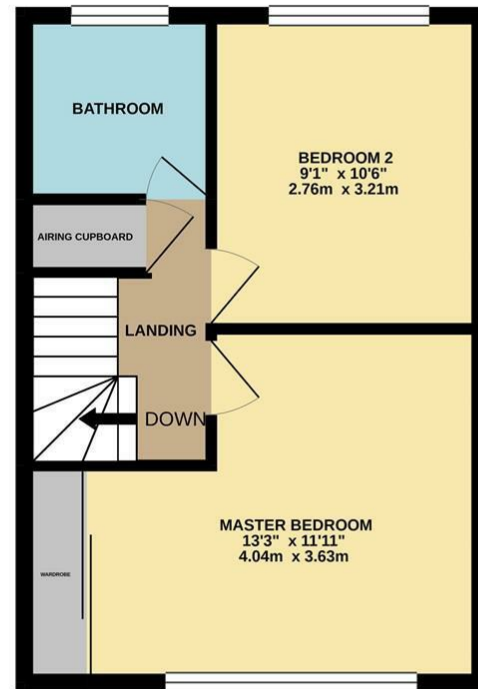 BATHROOM
BEDROOM 2
9'1" x 10'6"
2.76m x 3.21m
AIRING CUPBOARD
LANDING
DOWN
MASTER BEDROOM
13'3" x 11'11"
4.04m x 3.63m
WARDROBE